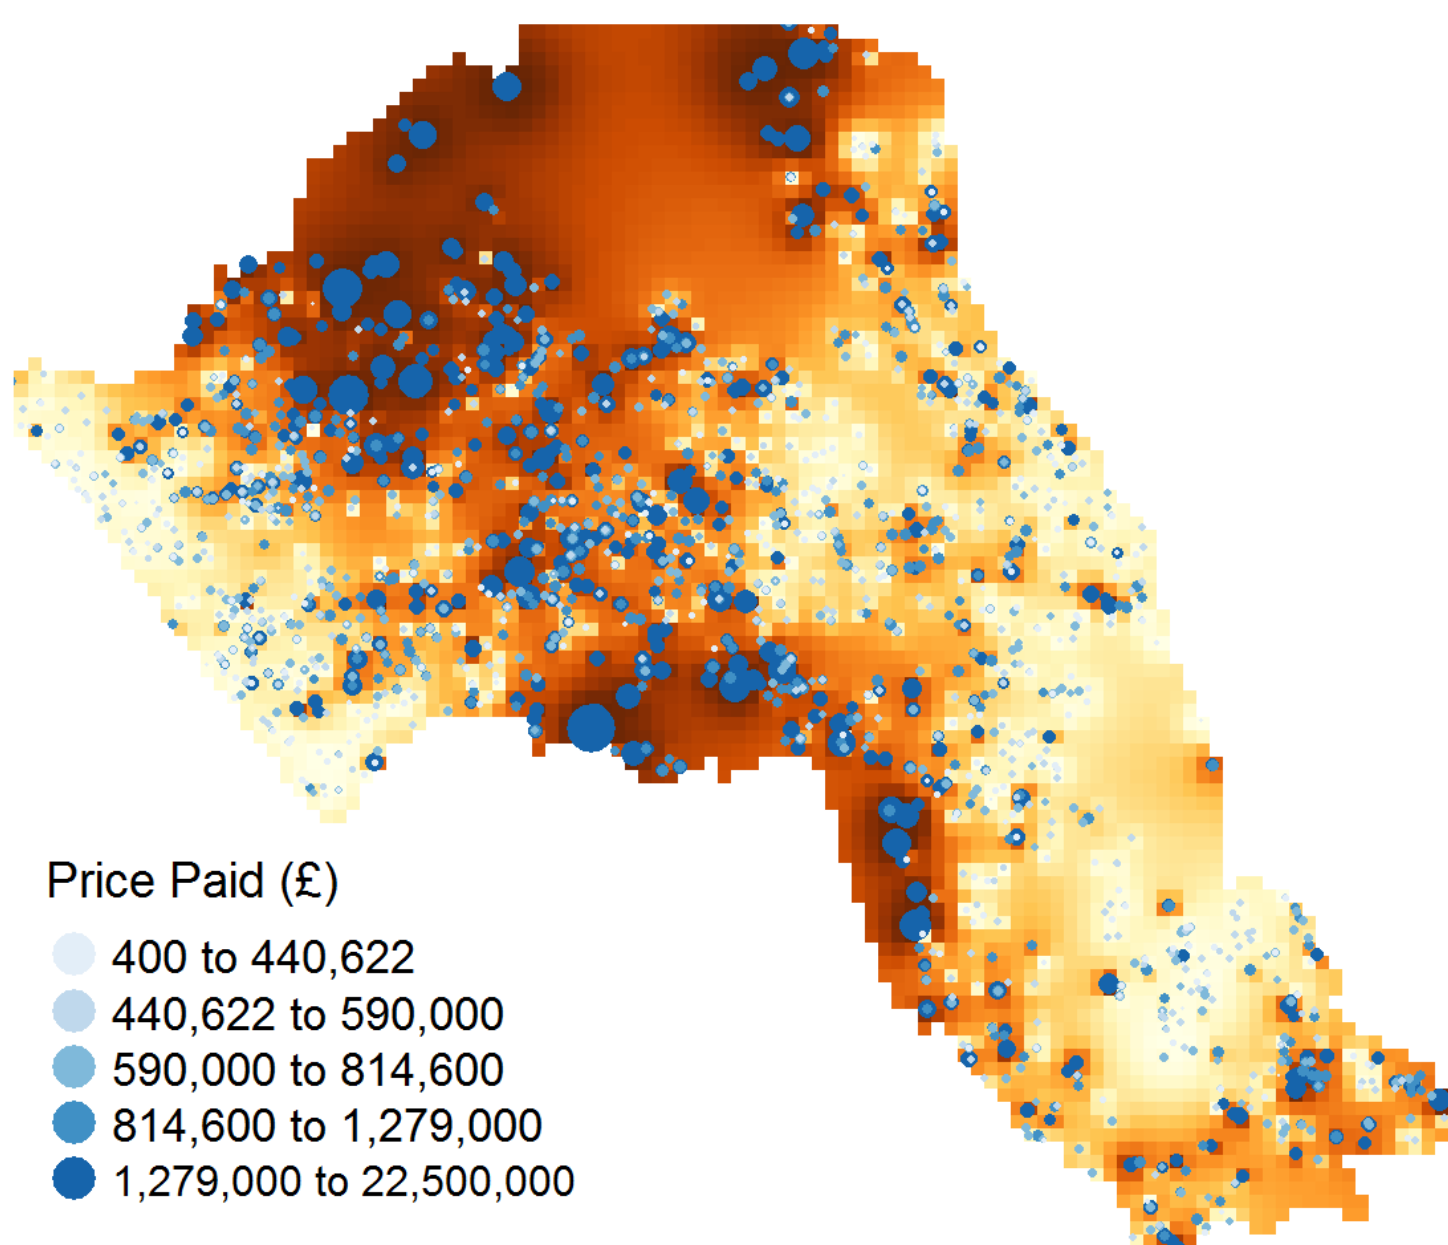 Price Paid (£)
400 to 440,622
440,622 to 590,000
590,000 to 814,600
814,600 to 1,279,000
1,279,000 to 22,500,000